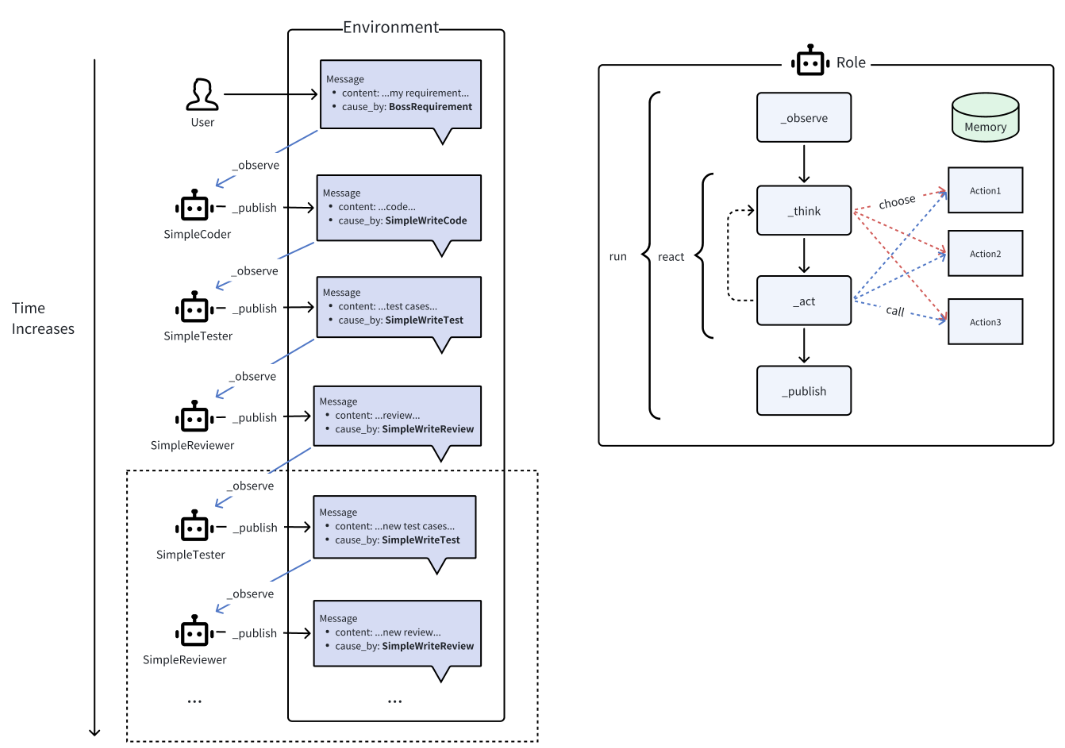 Environment
Message
• content: ...my requirement...
• cause_by: BossRequirement
User
_observe
SimpleCoder
_publish
Message
• content: ...code...
• cause_by: SimpleWriteCode
_observe
SimpleTester
_publish
Message
• content: ...test cases...
• cause_by: SimpleWriteTest
_observe
SimpleReviewer
_publish
Message
• content: ...review...
• cause_by: SimpleWriteReview
_observe
SimpleTester
_publish
Message
• content: ...new test cases...
• cause_by: SimpleWriteTest
_observe
SimpleReviewer
_publish
Message
• content: ...new review...
• cause_by: SimpleWriteReview
...
...
Time
Increases
Role
run
react
_observe
_think
_act
_publish
choose
call
Memory
Action1
Action2
Action3